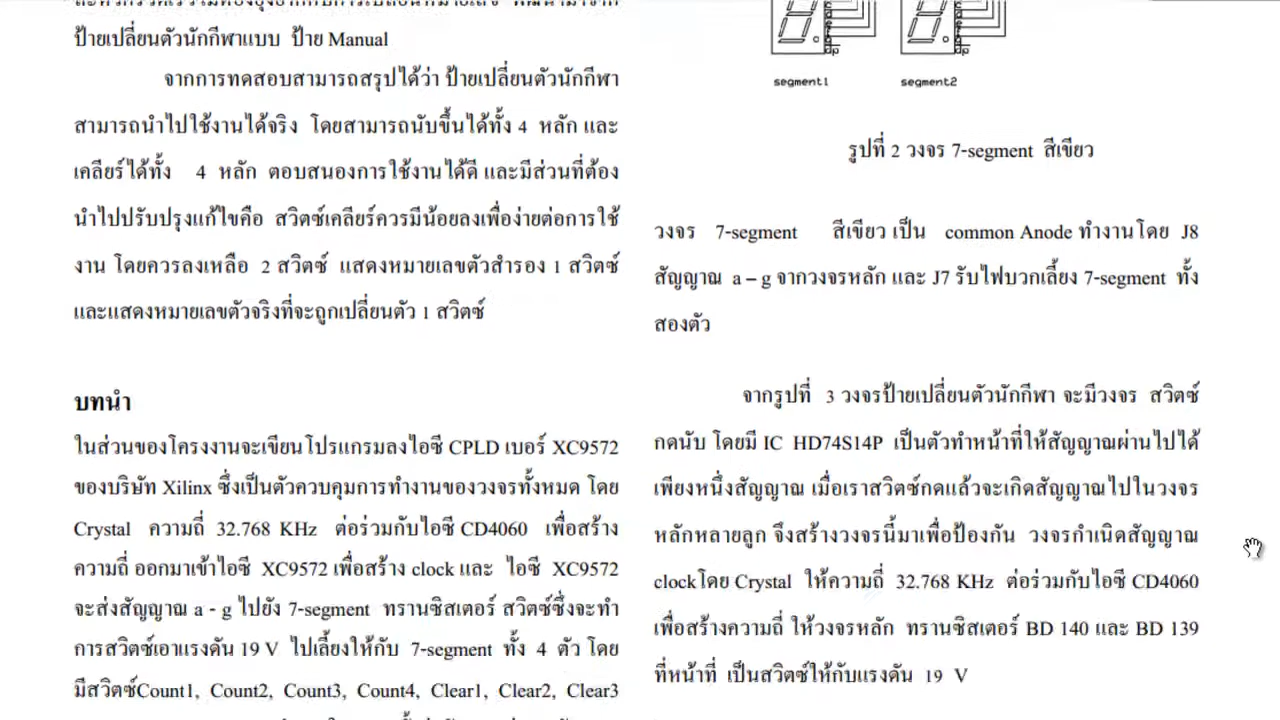 ป้ายเปลี่ยนตัวนักกีฬาแบบ ป้าย Manual
จากการทดสอบสามารถสรุปได้ว่า ป้ายเปลี่ยนตัวนักกีฬา
สามารถนำไปใช้งานได้จริง โดยสามารถนับขึ้นได้ทั้ง 4 หลัก และ
เคลียร์ได้ทั้ง 4 หลัก ตอบสนองการใช้งานได้ดี และมีส่วนที่ต้อง
นำไปปรับปรุงแก้ไขคือ สวิตซ์เคลียร์ควรมีน้อยลงเพื่อง่ายต่อการใช้
งาน โดยควรลงเหลือ 2 สวิตซ์ แสดงหมายเลขตัวสำรอง 1 สวิตซ์
และแสดงหมายเลขตัวจริงที่จะถูกเปลี่ยนตัว 1 สวิตซ์
บทนำ
ในส่วนของโครงงานจะเขียนโปรแกรมลงไอซี CPLD เบอร์ XC9572
ของบริษัท Xilinx ซึ่งเป็นตัวควบคุมการทำงานของวงจรทั้งหมด โดย
Crystal ความถี่ 32.768 KHz ต่อร่วมกับไอซี CD4060 เพื่อสร้าง
ความถี่ ออกมาเข้าไอซี XC9572 เพื่อสร้าง clock และ ไอซี XC9572
จะส่งสัญญาณ a - g ไปยัง 7-segment ทรานซิสเตอร์ สวิตซ์ซึ่งจะทำ
การสวิตซ์เอาแรงดัน 19 V ไปเลี้ยงให้กับ 7-segment ทั้ง 4 ตัว โดย
มีสวิตซ์Count1, Count2, Count3, Count4, Clear1, Clear2, Clear3
dp dp
segment1 segment2
รูปที่ 2 วงจร 7-segment สีเขียว
วงจร 7-segment สีเขียว เป็น common Anode ทำงานโดย J8
สัญญาณ a – g จากวงจรหลัก และ J7 รับไฟบวกเลี้ยง 7-segment ทั้ง
สองตัว
จากรูปที่ 3 วงจรป้ายเปลี่ยนตัวนักกีฬา จะมีวงจร สวิตซ์
กดนับ โดยมี IC HD74S14P เป็นตัวทำหน้าที่ให้สัญญาณผ่านไปได้
เพียงหนึ่งสัญญาณ เมื่อเราสวิตซ์กดแล้วจะเกิดสัญญาณไปในวงจร
หลักหลายลูก จึงสร้างวงจรนี้มาเพื่อป้องกัน วงจรกำเนิดสัญญาณ
clockโดย Crystal ให้ความถี่ 32.768 KHz ต่อร่วมกับไอซี CD4060
เพื่อสร้างความถี่ ให้วงจรหลัก ทรานซิสเตอร์ BD 140 และ BD 139
ที่หน้าที่ เป็นสวิตซ์ให้กับแรงดัน 19 V